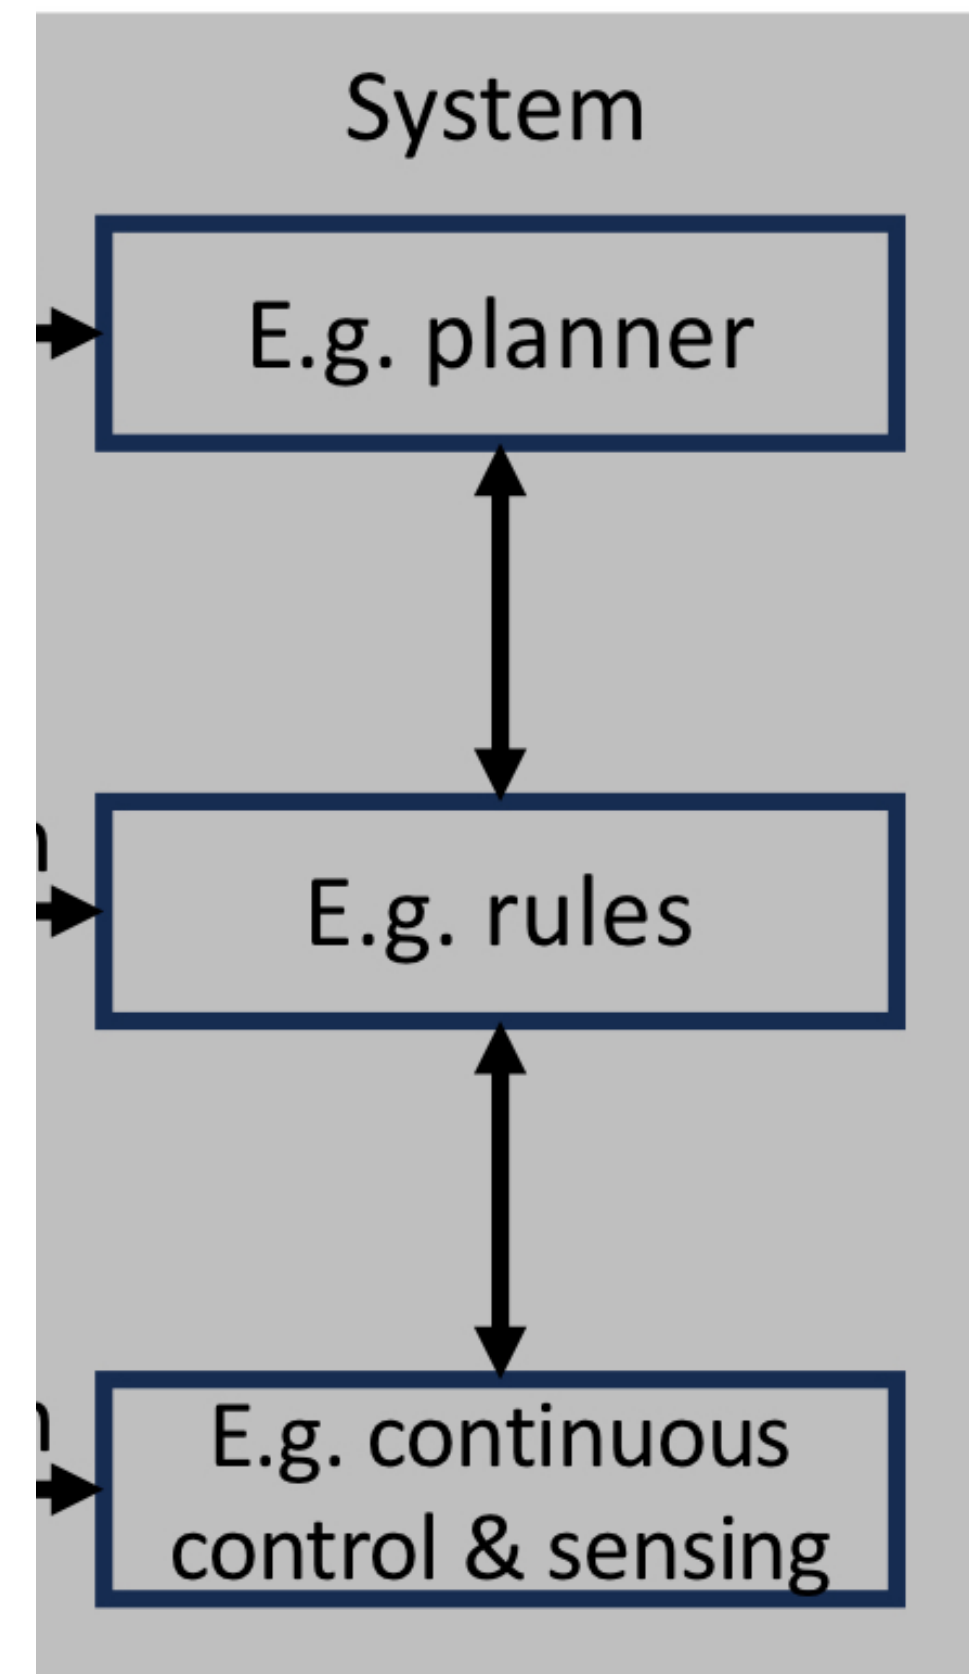 System
E.g. planner
E.g. rules
E.g. continuous
control & sensing